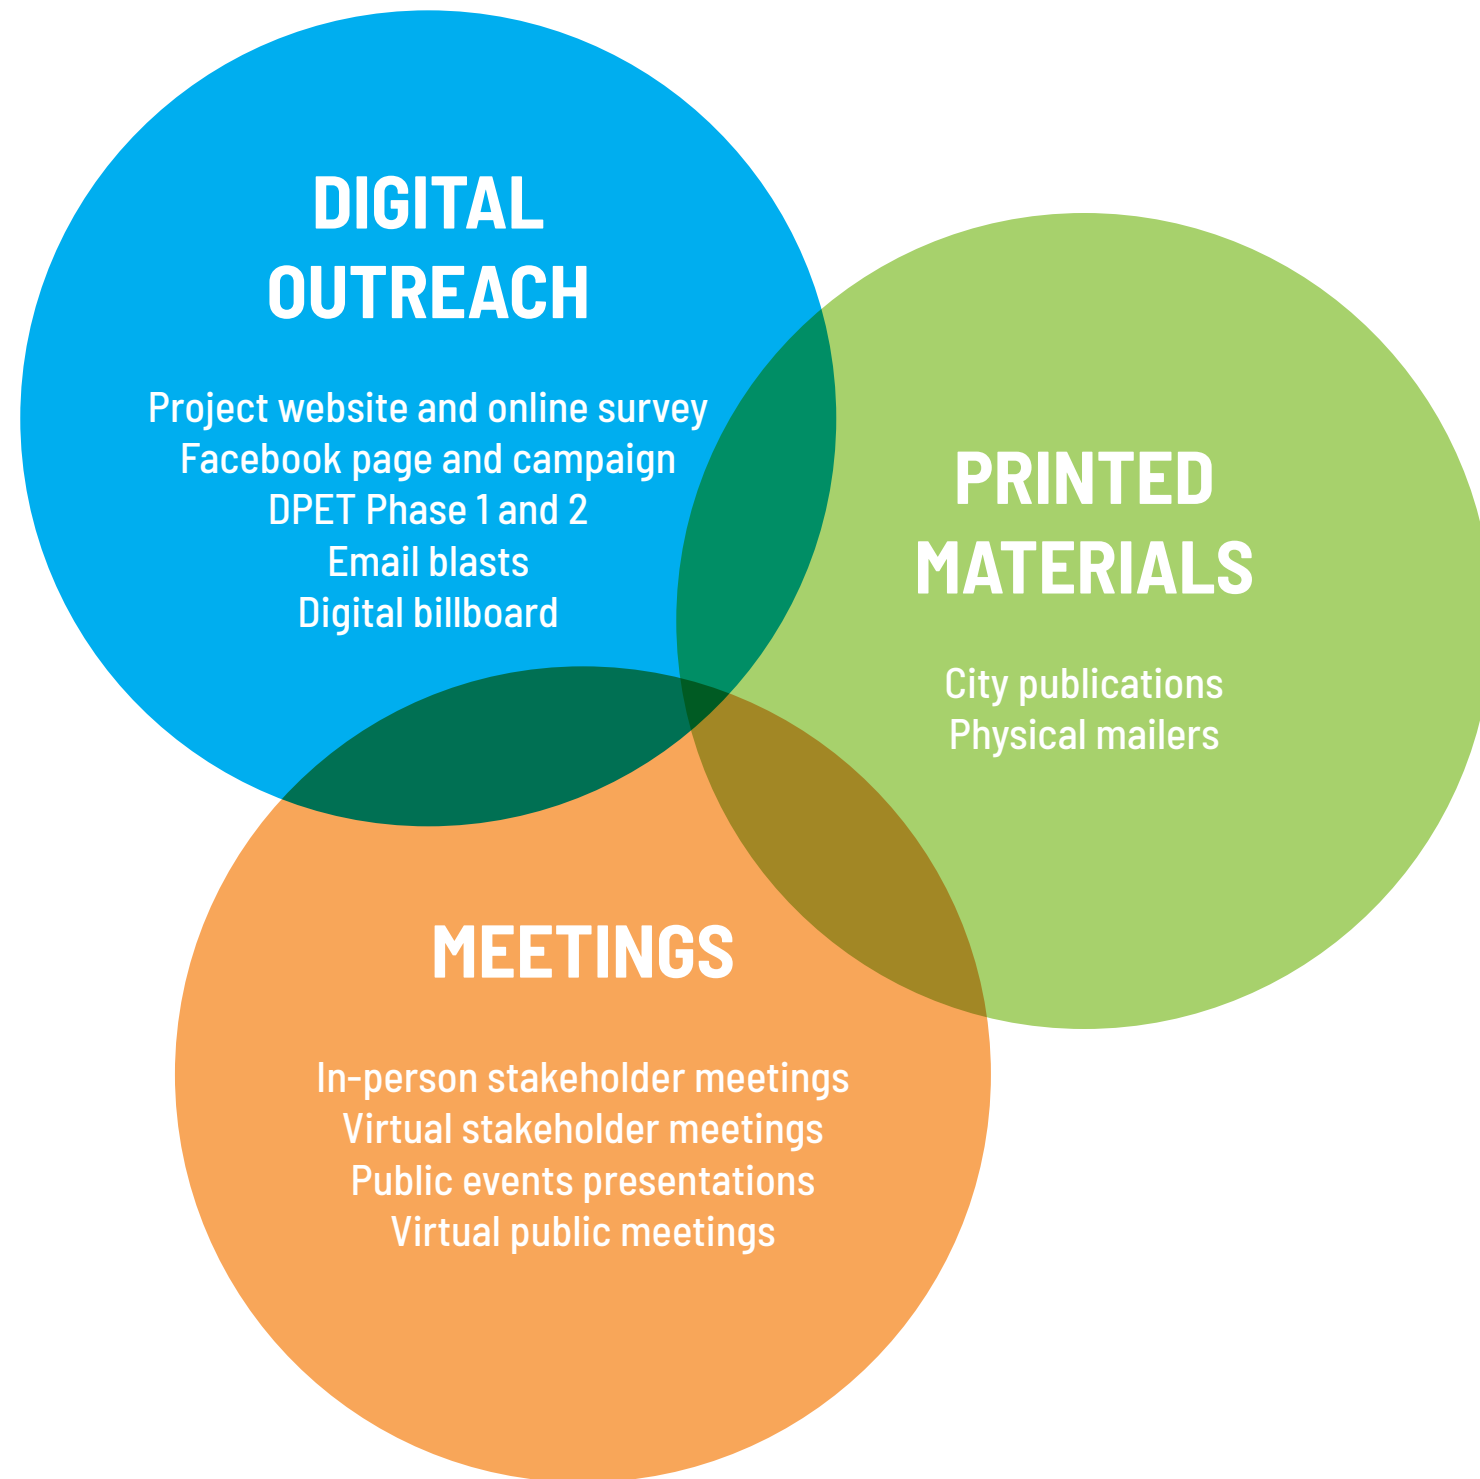 DIGITAL
OUTREACH
Project website and online survey
Facebook page and campaign
DPET Phase 1 and 2
Email blasts
Digital billboard
PRINTED
MATERIALS
City publications
Physical mailers
MEETINGS
In-person stakeholder meetings
Virtual stakeholder meetings
Public events presentations
Virtual public meetings